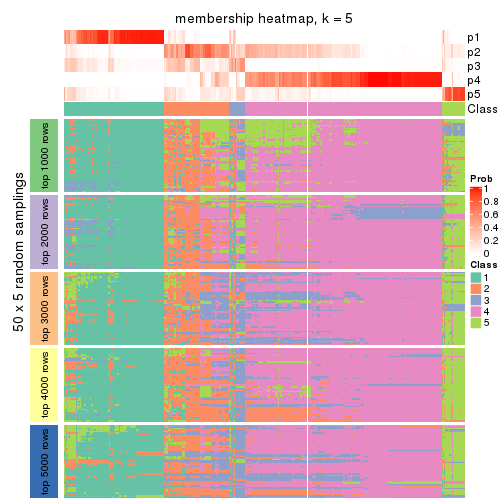 membership heatmap, k = 5
p1
p2
p3
p4
p5
Class
50 x 5 random samplings
top 1000 rows
top 2000 rows
top 3000 rows
top 4000 rows
top 5000 rows
Prob
1
0.8
0.6
0.4
0.2
0
Class
1
2
3
4
5